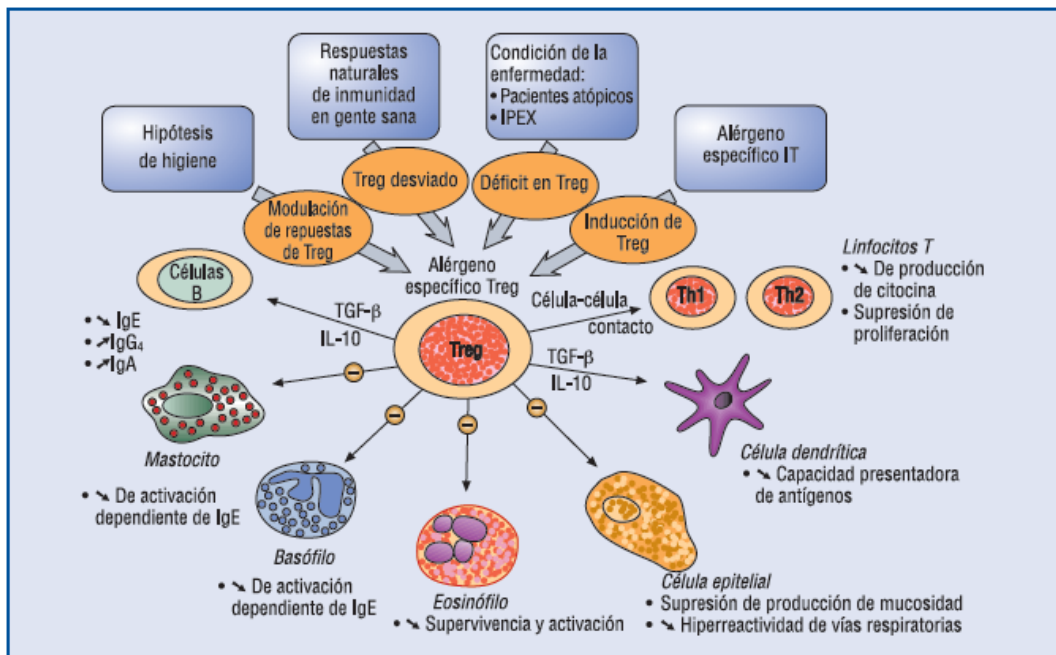 Hipótesis
de higiene
Respuestas
naturales
de inmunidad
en gente sana
Condición de la
enfermedad:
• Pacientes atópicos
• IPEX
Alérgeno
específico IT
Modulación
de repuestas
de Treg
Treg desviado
Déficit en Treg
Inducción de
Treg
Alérgeno
específico Treg
Células
B
• ↘ IgE
• ↗IgG₄
• ↗IgA
TGF-β
IL-10
Treg
Célula-célula
contacto
TGF-β
IL-10
Th1
Th2
Linfocitos T
• ↘ De producción
de citocina
• Supresión de
proliferación
Mastocito
• ↘ De activación
dependiente de IgE
Basófilo
• ↘ De activación
dependiente de IgE
Eosinófilo
• ↘ Supervivencia y activación
Célula epitelial
• Supresión de producción de mucosidad
• ↘ Hiperreactividad de vías respiratorias
Célula dendrítica
• ↘ Capacidad presentadora
de antígenos